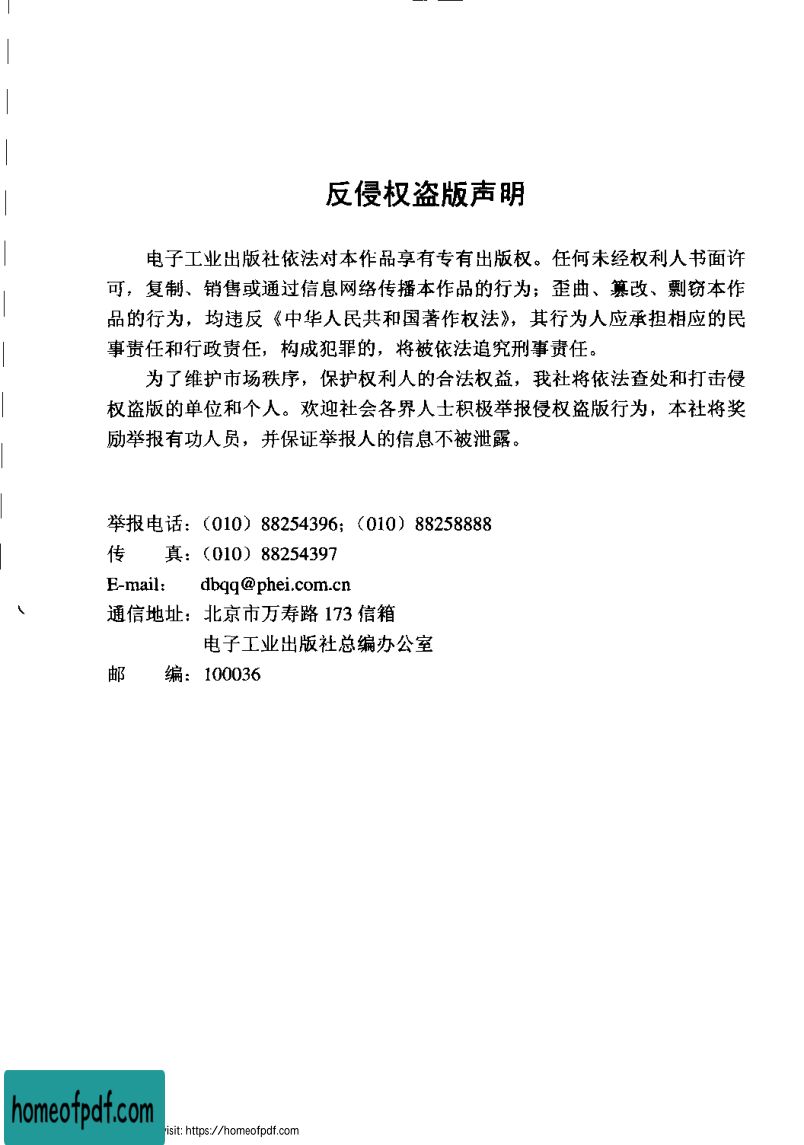 反侵权盗版声明
电子工业出版社依法对本作品享有专有出版权。任何未经权利人书面许
可，复制、销售或通过信息网络传播本作品的行为；歪曲、篡改、剽窃本作
品的行为，均违反《中华人民共和国著作权法》，其行为人应承担相应的民
事责任和行政责任，构成犯罪的，将被依法追究刑事责任。
为了维护市场秩序，保护权利人的合法权益，我社将依法查处和打击侵
权盗版的单位和个人。欢迎社会各界人士积极举报侵权盗版行为，本社将奖
励举报有功人员，并保证举报人的信息不被泄露。
举报电话：（010）88254396；（010）88258888
传　　真：（010）88254397
E-mail：　dbqq@phei.com.cn
通信地址：北京市万寿路 173 信箱
电子工业出版社总编办公室
邮　　编：100036
homeofpdf.com
isit: https://homeofpdf.com